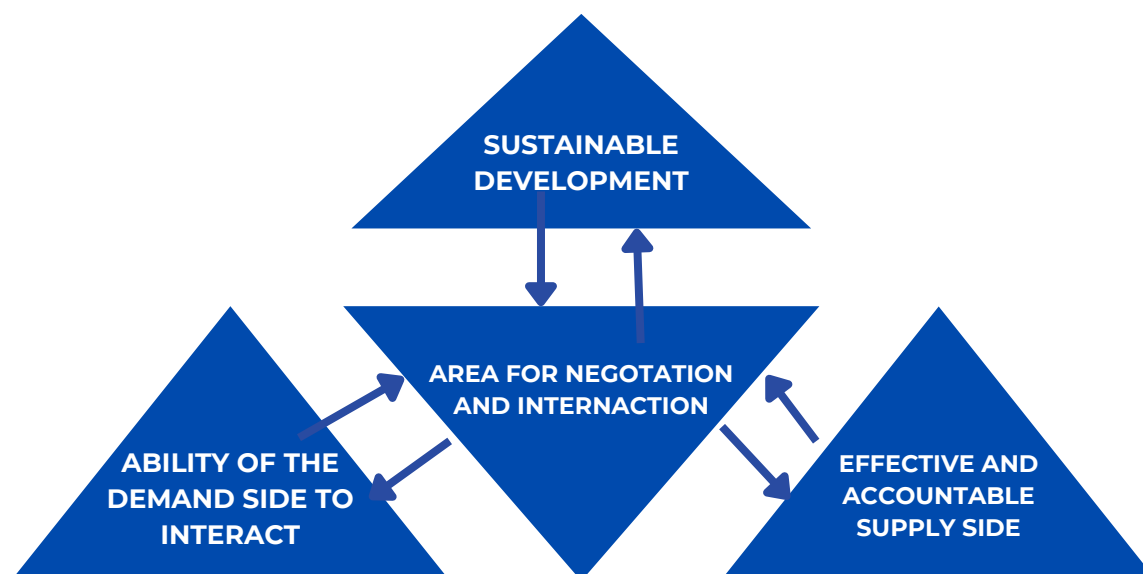 SUSTAINABLE
DEVELOPMENT
AREA FOR NEGOTATION
AND INTERNACTION
ABILITY OF THE
DEMAND SIDE TO
INTERACT
EFFECTIVE AND
ACCOUNTABLE
SUPPLY SIDE